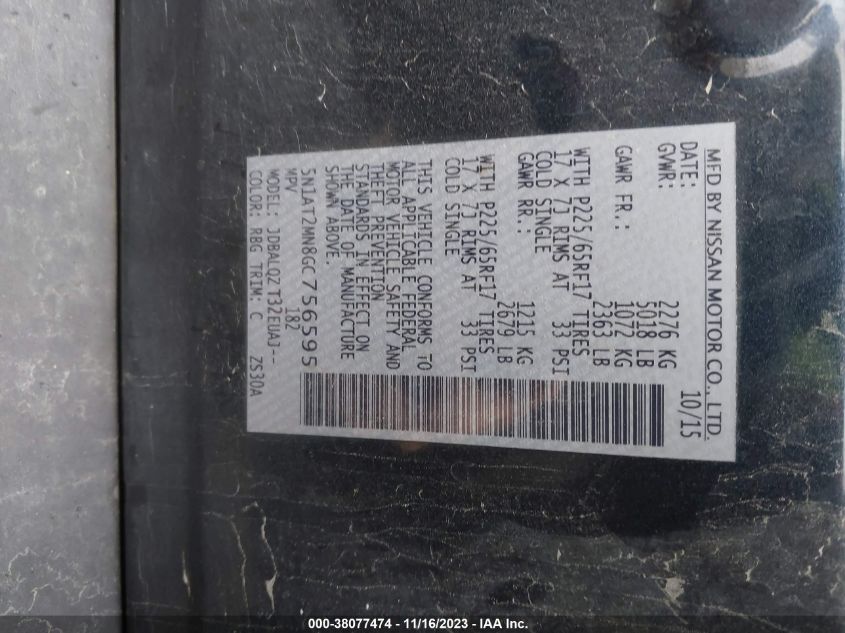 MFD BY NISSAN MOTOR CO., LTD.
DATE: 10/15
GVWR: 2276 KG
5018 LB
GAWR FR.: 1072 KG
2363 LB
WITH P225/65RF17 TIRES
17 X 7J RIMS AT 33 PSI
COLD SINGLE
GAWR RR.: 1215 KG
2679 LB
WITH P225/65RF17 TIRES
17 X 7J RIMS AT 33 PSI
COLD SINGLE
THIS VEHICLE CONFORMS TO
ALL APPLICABLE FEDERAL
MOTOR VEHICLE SAFETY AND
THEFT PREVENTION
STANDARDS IN EFFECT ON
THE DATE OF MANUFACTURE
SHOWN ABOVE.
5N1AT2MN8GC756595
MPV 182
MODEL: JDBALQZT32EUAJ--
COLOR: RBG TRIM: C ZS30A
000-38077474 - 11/16/2023 - IAA Inc.